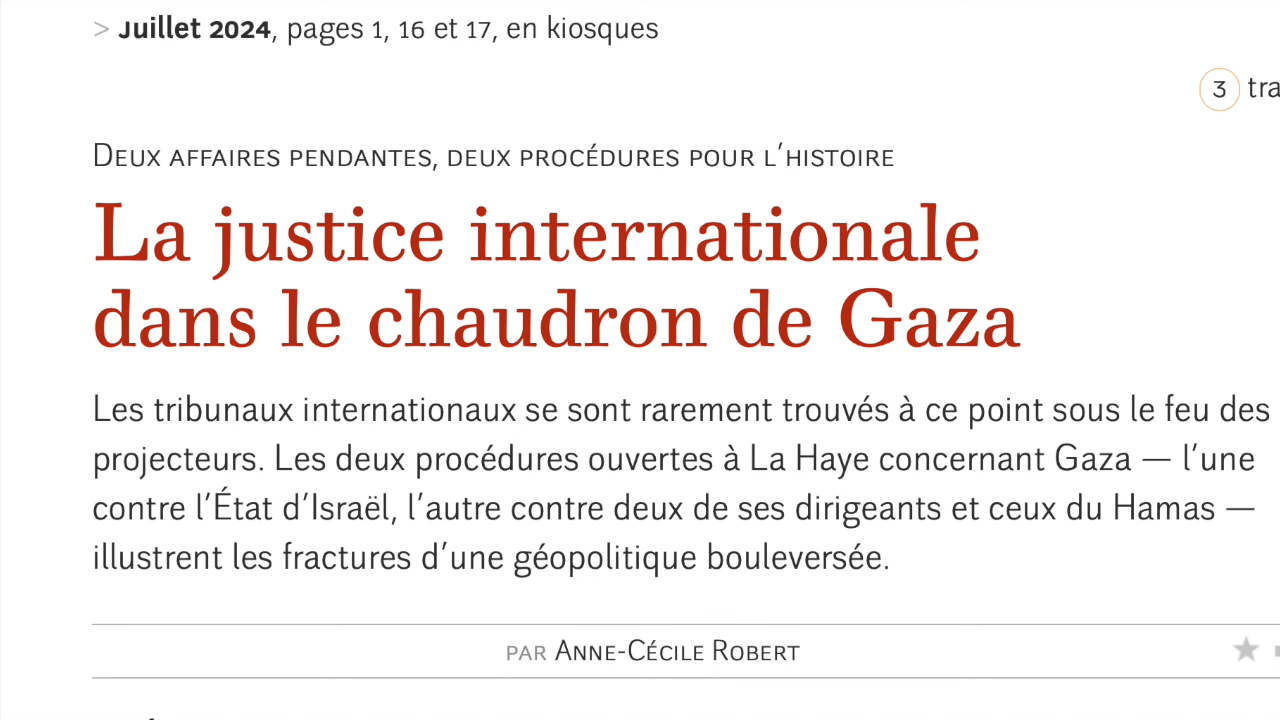 > Juillet 2024, pages 1, 16 et 17, en kiosques
3
Deux affaires pendantes, deux procédures pour l’histoire
La justice internationale
dans le chaudron de Gaza
Les tribunaux internationaux se sont rarement trouvés à ce point sous le feu des
projecteurs. Les deux procédures ouvertes à La Haye concernant Gaza — l’une
contre l’État d’Israël, l’autre contre deux de ses dirigeants et ceux du Hamas —
illustrent les fractures d’une géopolitique bouleversée.
par Anne-Cécile Robert